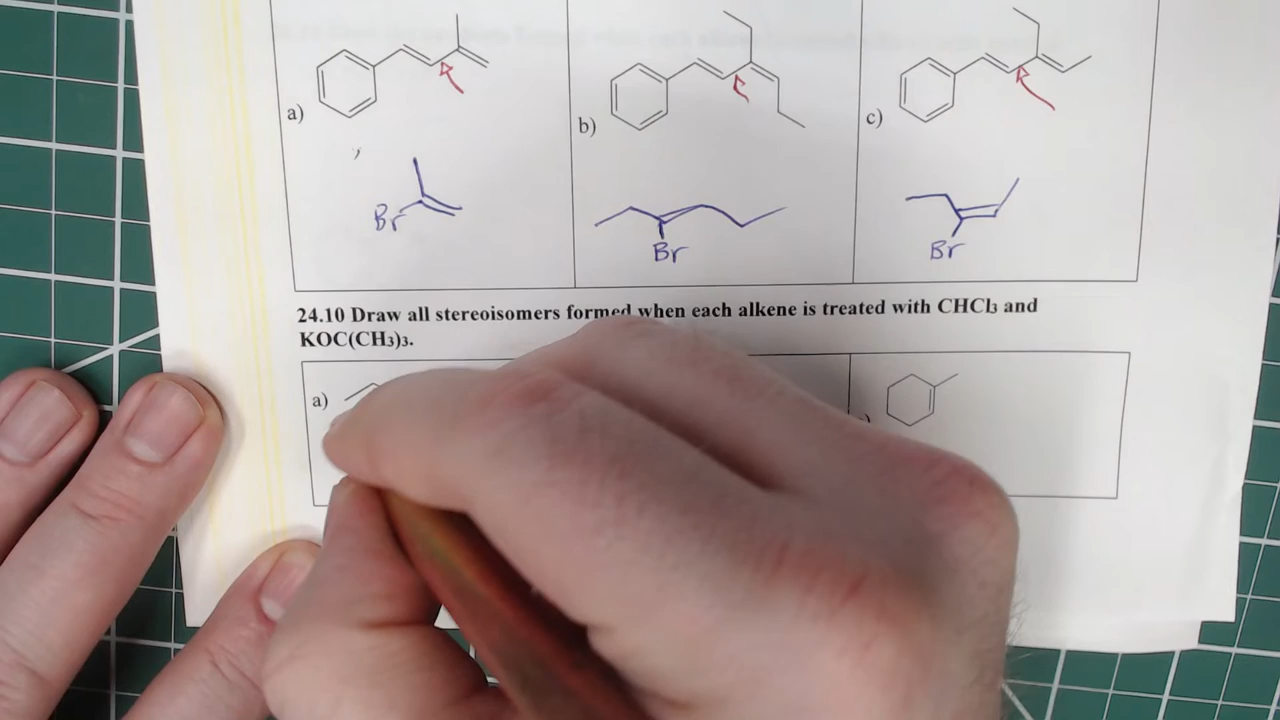 a)
b)
c)
Br
Br
Br
24.10 Draw all stereoisomers formed when each alkene is treated with CHCl3 and
KOC(CH3)3.
a)